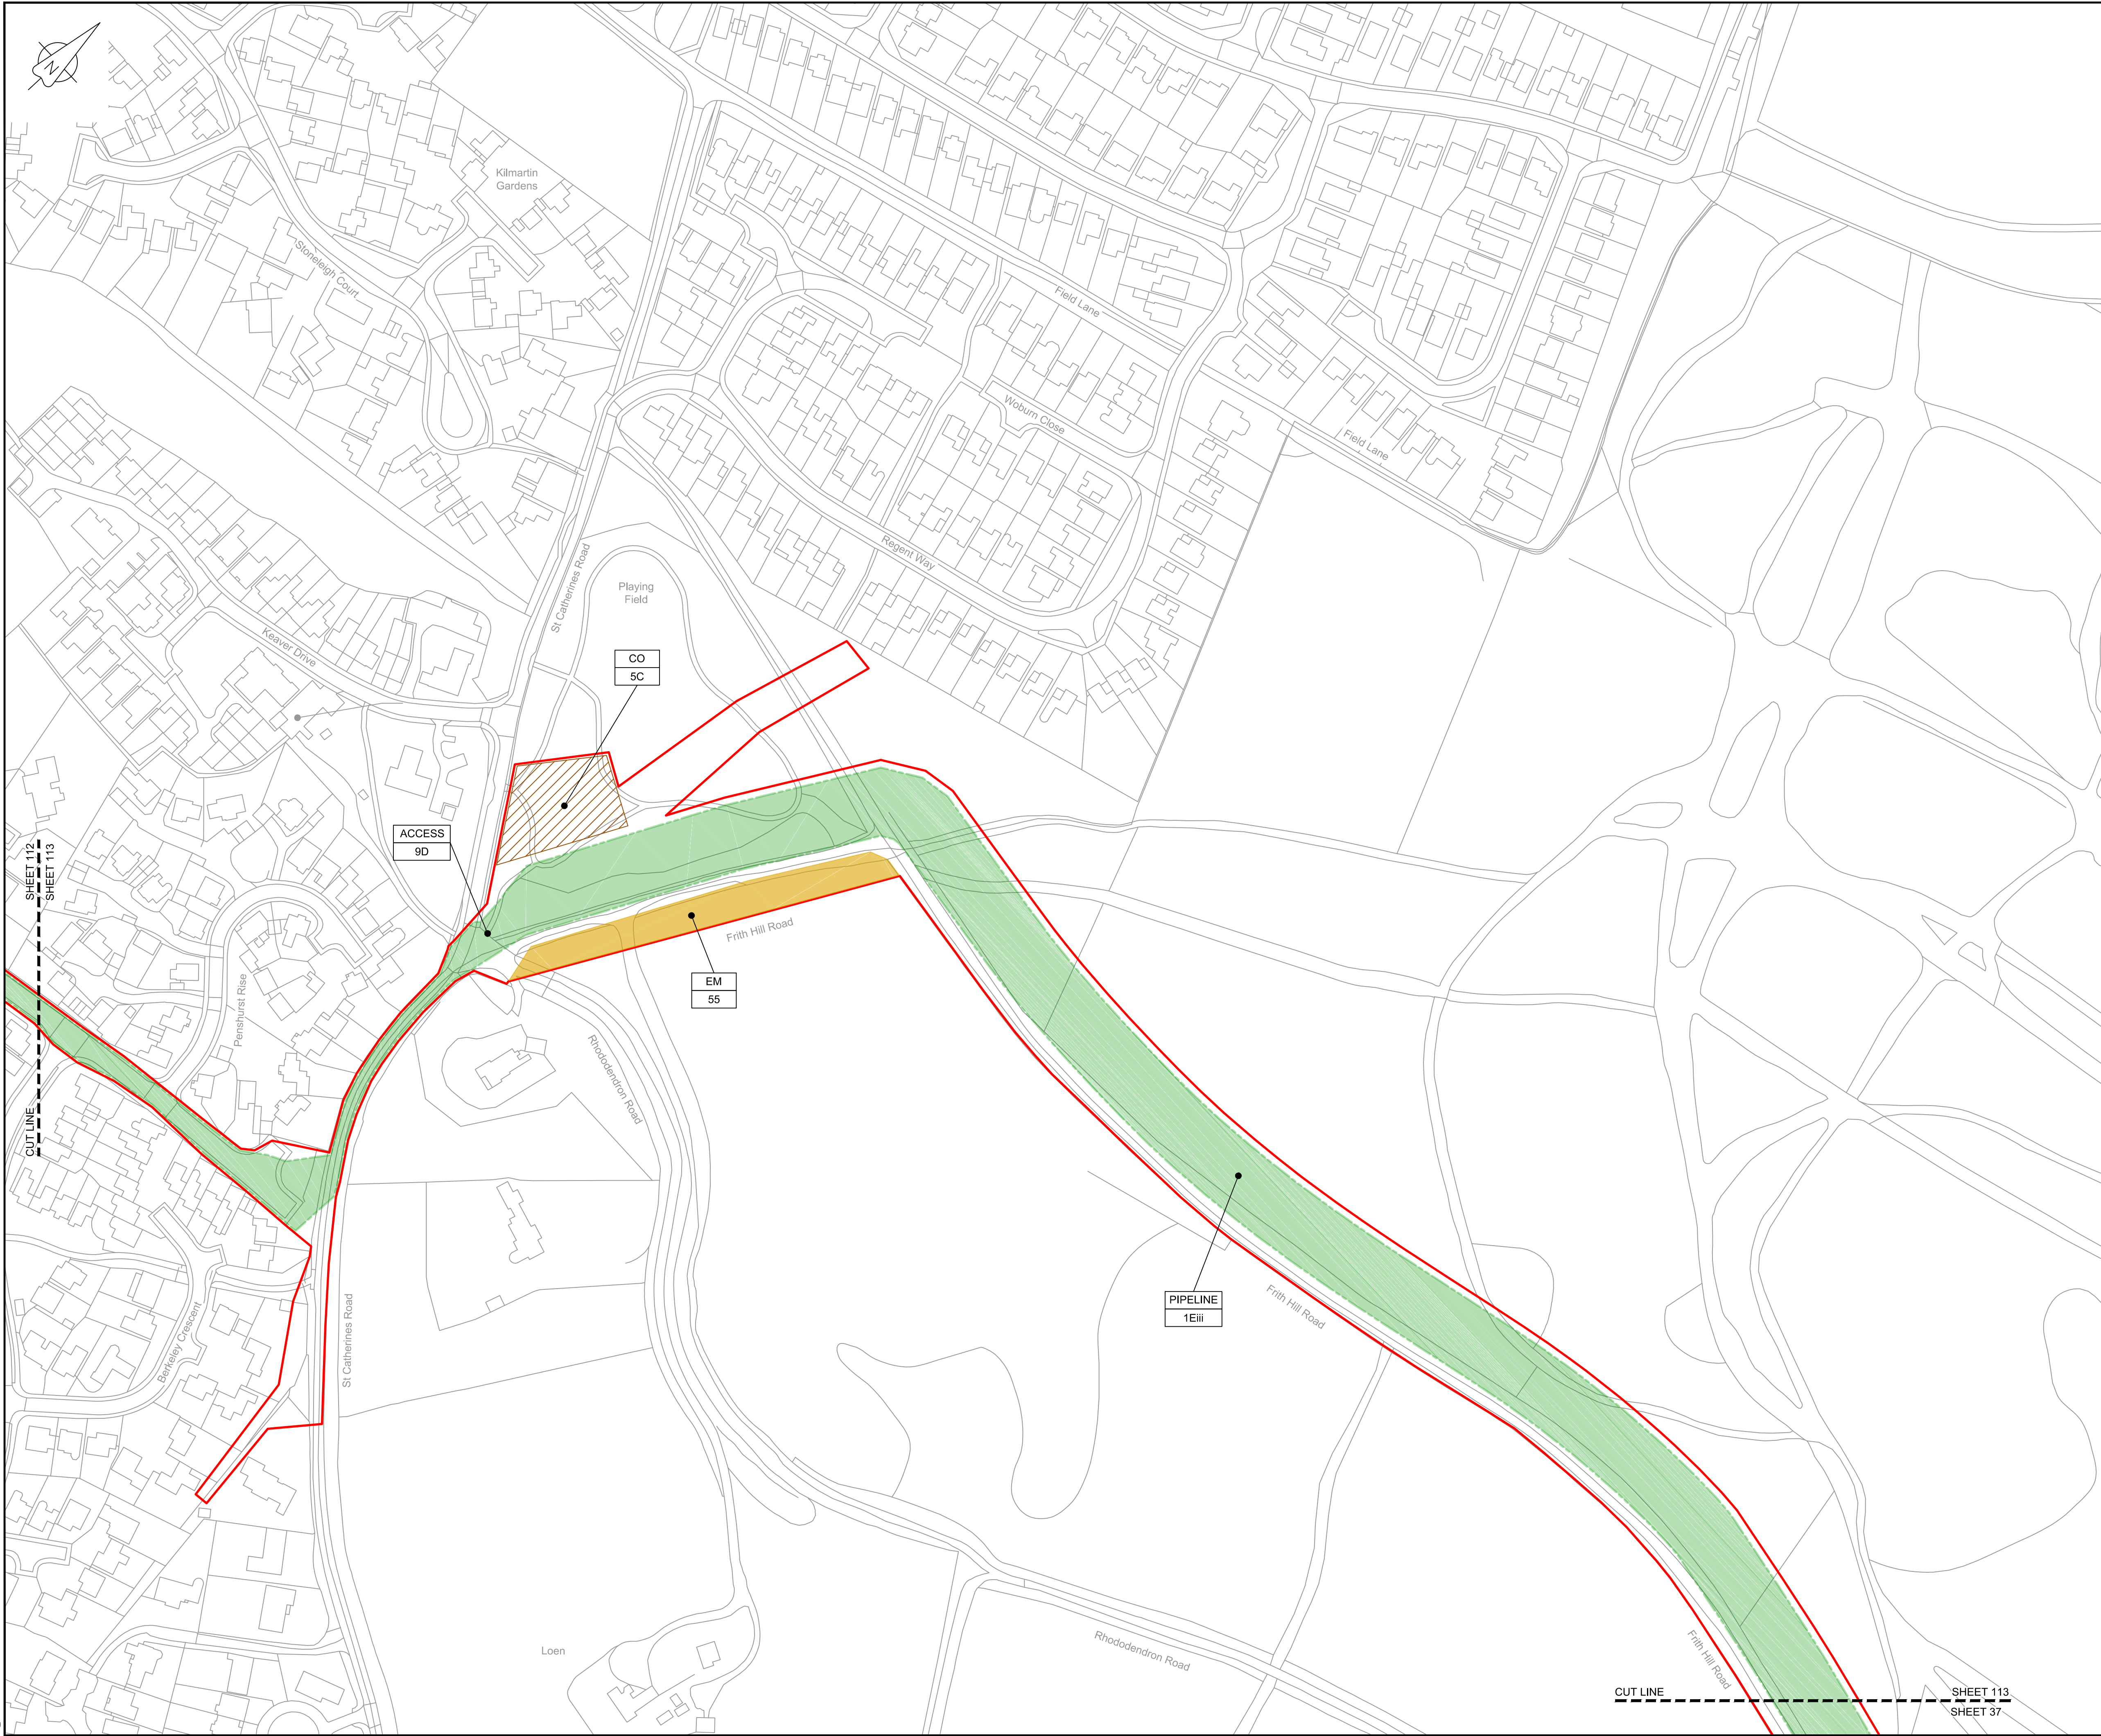 N
Kilmartin
Gardens
Stoneleigh Court
Field Lane
Woburn Close
Field Lane
Regent Way
St Catherines Road
Playing
Field
Keaver Drive
CO
5C
ACCESS
9D
SHEET 112
SHEET 113
CUT LINE
Frith Hill Road
EM
55
Penshurst Rise
Rhododendron Road
PIPELINE
1Eiii
Frith Hill Road
Berkeley Crescent
St Catherines Road
Loen
Rhododendron Road
Frith Hill Road
CUT LINE
SHEET 113
SHEET 37